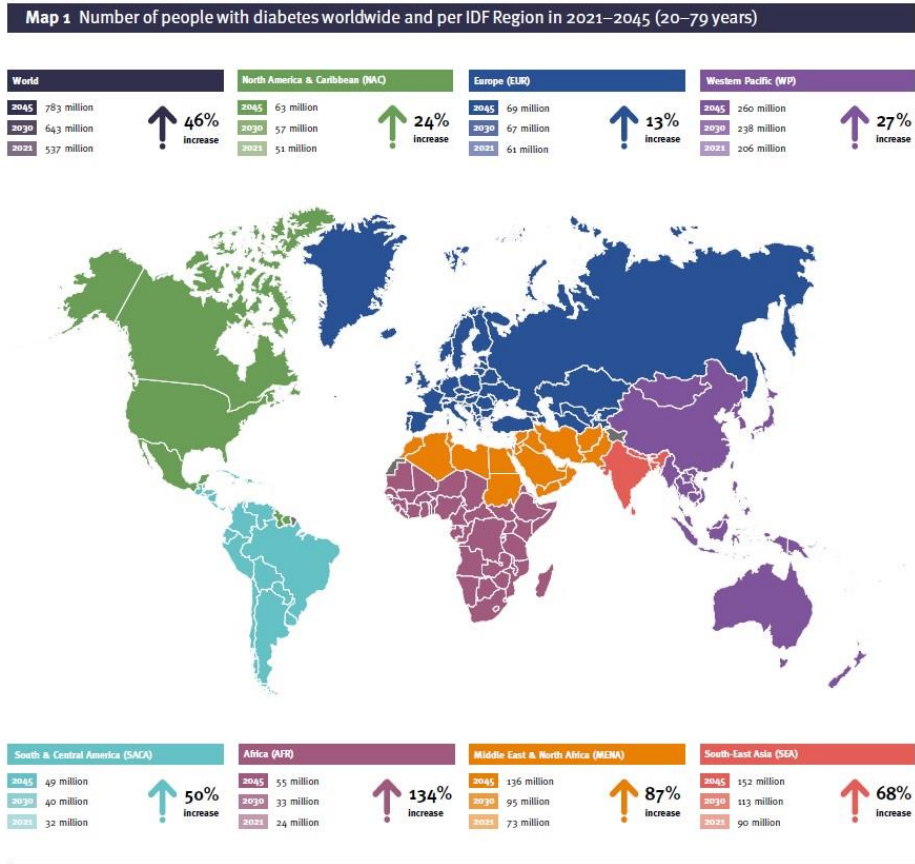 Map 1 Number of people with diabetes worldwide and per IDF Region in 2021–2045 (20–79 years)
World
2045 783 million
2030 643 million
2021 537 million
46%
increase
North America & Caribbean (NAC)
2045 63 million
2030 57 million
2021 51 million
24%
increase
Europe (EUR)
2045 69 million
2030 67 million
2021 61 million
13%
increase
Western Pacific (WP)
2045 260 million
2030 238 million
2021 206 million
27%
increase
South & Central America (SACA)
2045 49 million
2030 40 million
2021 32 million
50%
increase
Africa (AFR)
2045 55 million
2030 33 million
2021 24 million
134%
increase
Middle East & North Africa (MENA)
2045 136 million
2030 95 million
2021 73 million
87%
increase
South-East Asia (SEA)
2045 152 million
2030 113 million
2021 90 million
68%
increase